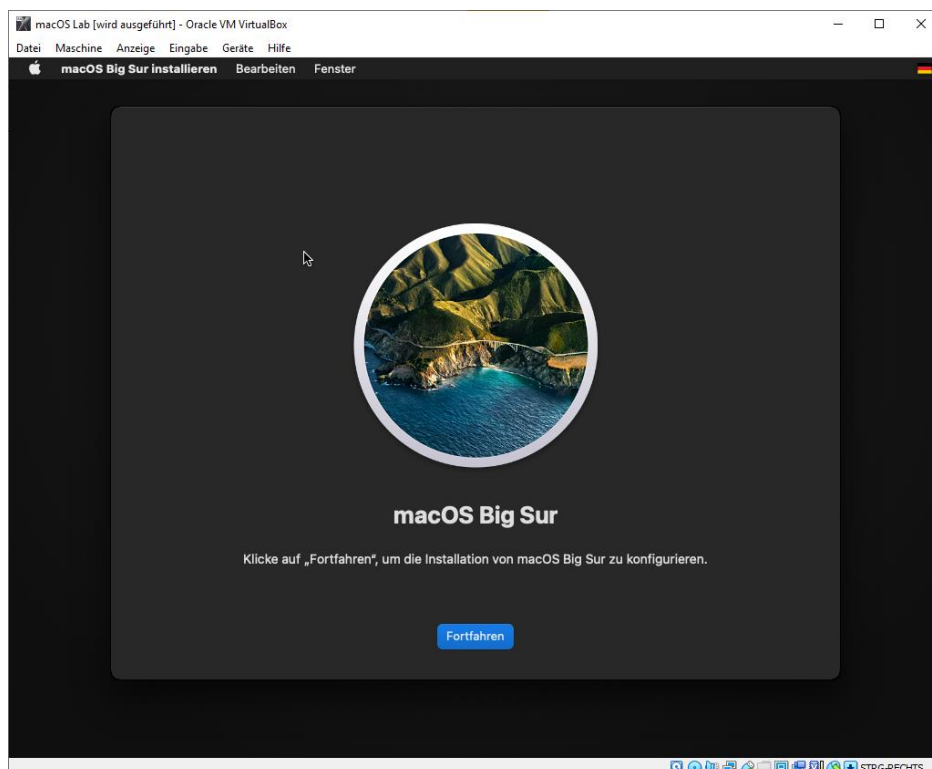 macOS Lab [wird ausgeführt] - Oracle VM VirtualBox
Datei Maschine Anzeige Eingabe Geräte Hilfe
macOS Big Sur installieren Bearbeiten Fenster
macOS Big Sur
Klicke auf „Fortfahren“, um die Installation von macOS Big Sur zu konfigurieren.
Fortfahren
STRG-RECHTS